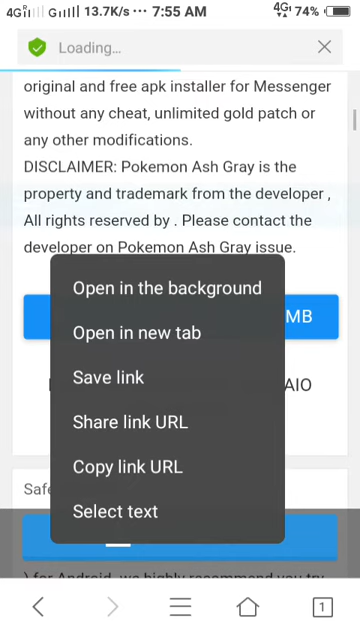 4G R G 13.7K/s ··· 7:55 AM 4G 74%
Loading...
original and free apk installer for Messenger
without any cheat, unlimited gold patch or
any other modifications.
DISCLAIMER: Pokemon Ash Gray is the
property and trademark from the developer ,
All rights reserved by . Please contact the
developer on Pokemon Ash Gray issue.
Open in the background
MB
Open in new tab
Save link
AIO
Share link URL
Copy link URL
Safe
Select text
) for Android, we highly recommend you try
1